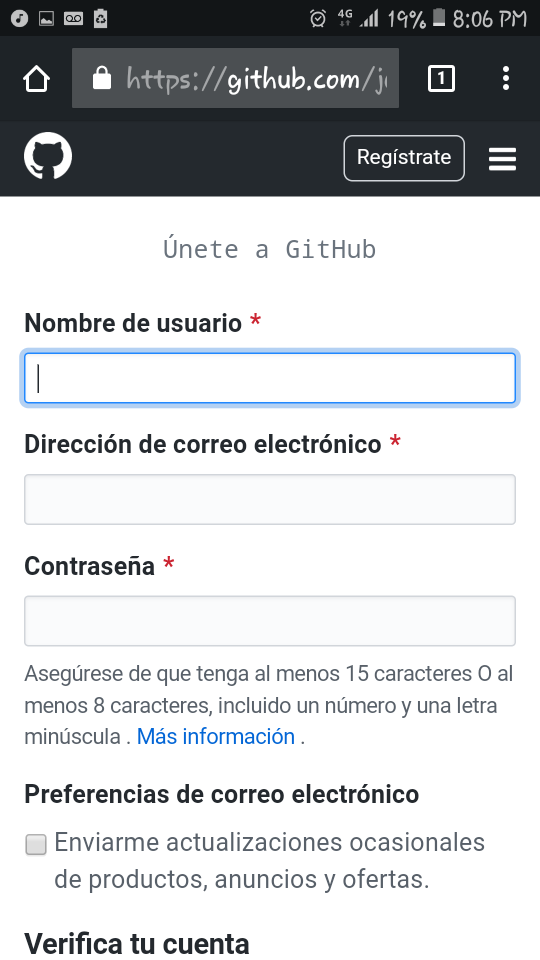 4G 19% 8:06 PM
https://github.com/j
1
Regístrate
Únete a GitHub
Nombre de usuario *
Dirección de correo electrónico *
Contraseña *
Asegúrese de que tenga al menos 15 caracteres O al
menos 8 caracteres, incluido un número y una letra
minúscula . Más información .
Preferencias de correo electrónico
Enviarme actualizaciones ocasionales
de productos, anuncios y ofertas.
Verifica tu cuenta